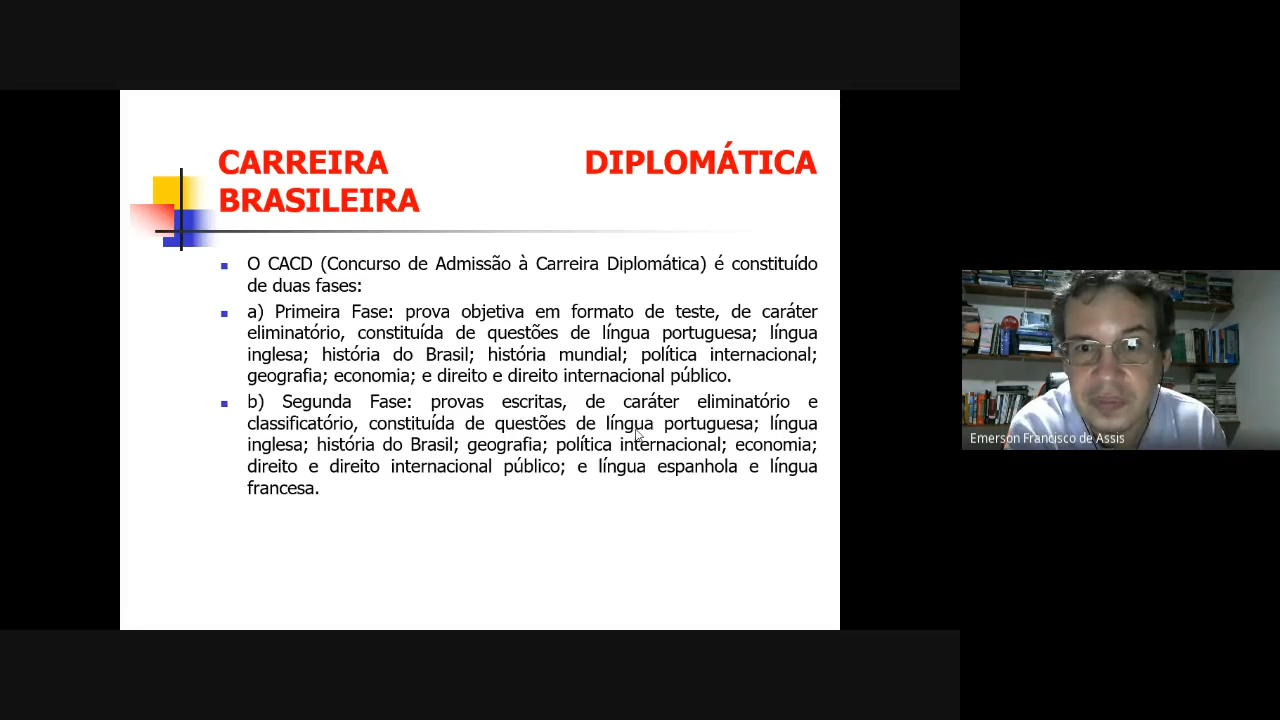 CARREIRA DIPLOMÁTICA
BRASILEIRA
O CACD (Concurso de Admissão à Carreira Diplomática) é constituído
de duas fases:
a) Primeira Fase: prova objetiva em formato de teste, de caráter
eliminatório, constituída de questões de língua portuguesa; língua
inglesa; história do Brasil; história mundial; política internacional;
geografia; economia; e direito e direito internacional público.
b) Segunda Fase: provas escritas, de caráter eliminatório e
classificatório, constituída de questões de língua portuguesa; língua
inglesa; história do Brasil; geografia; política internacional; economia;
direito e direito internacional público; e língua espanhola e língua
francesa.
Emerson Francisco de Assis